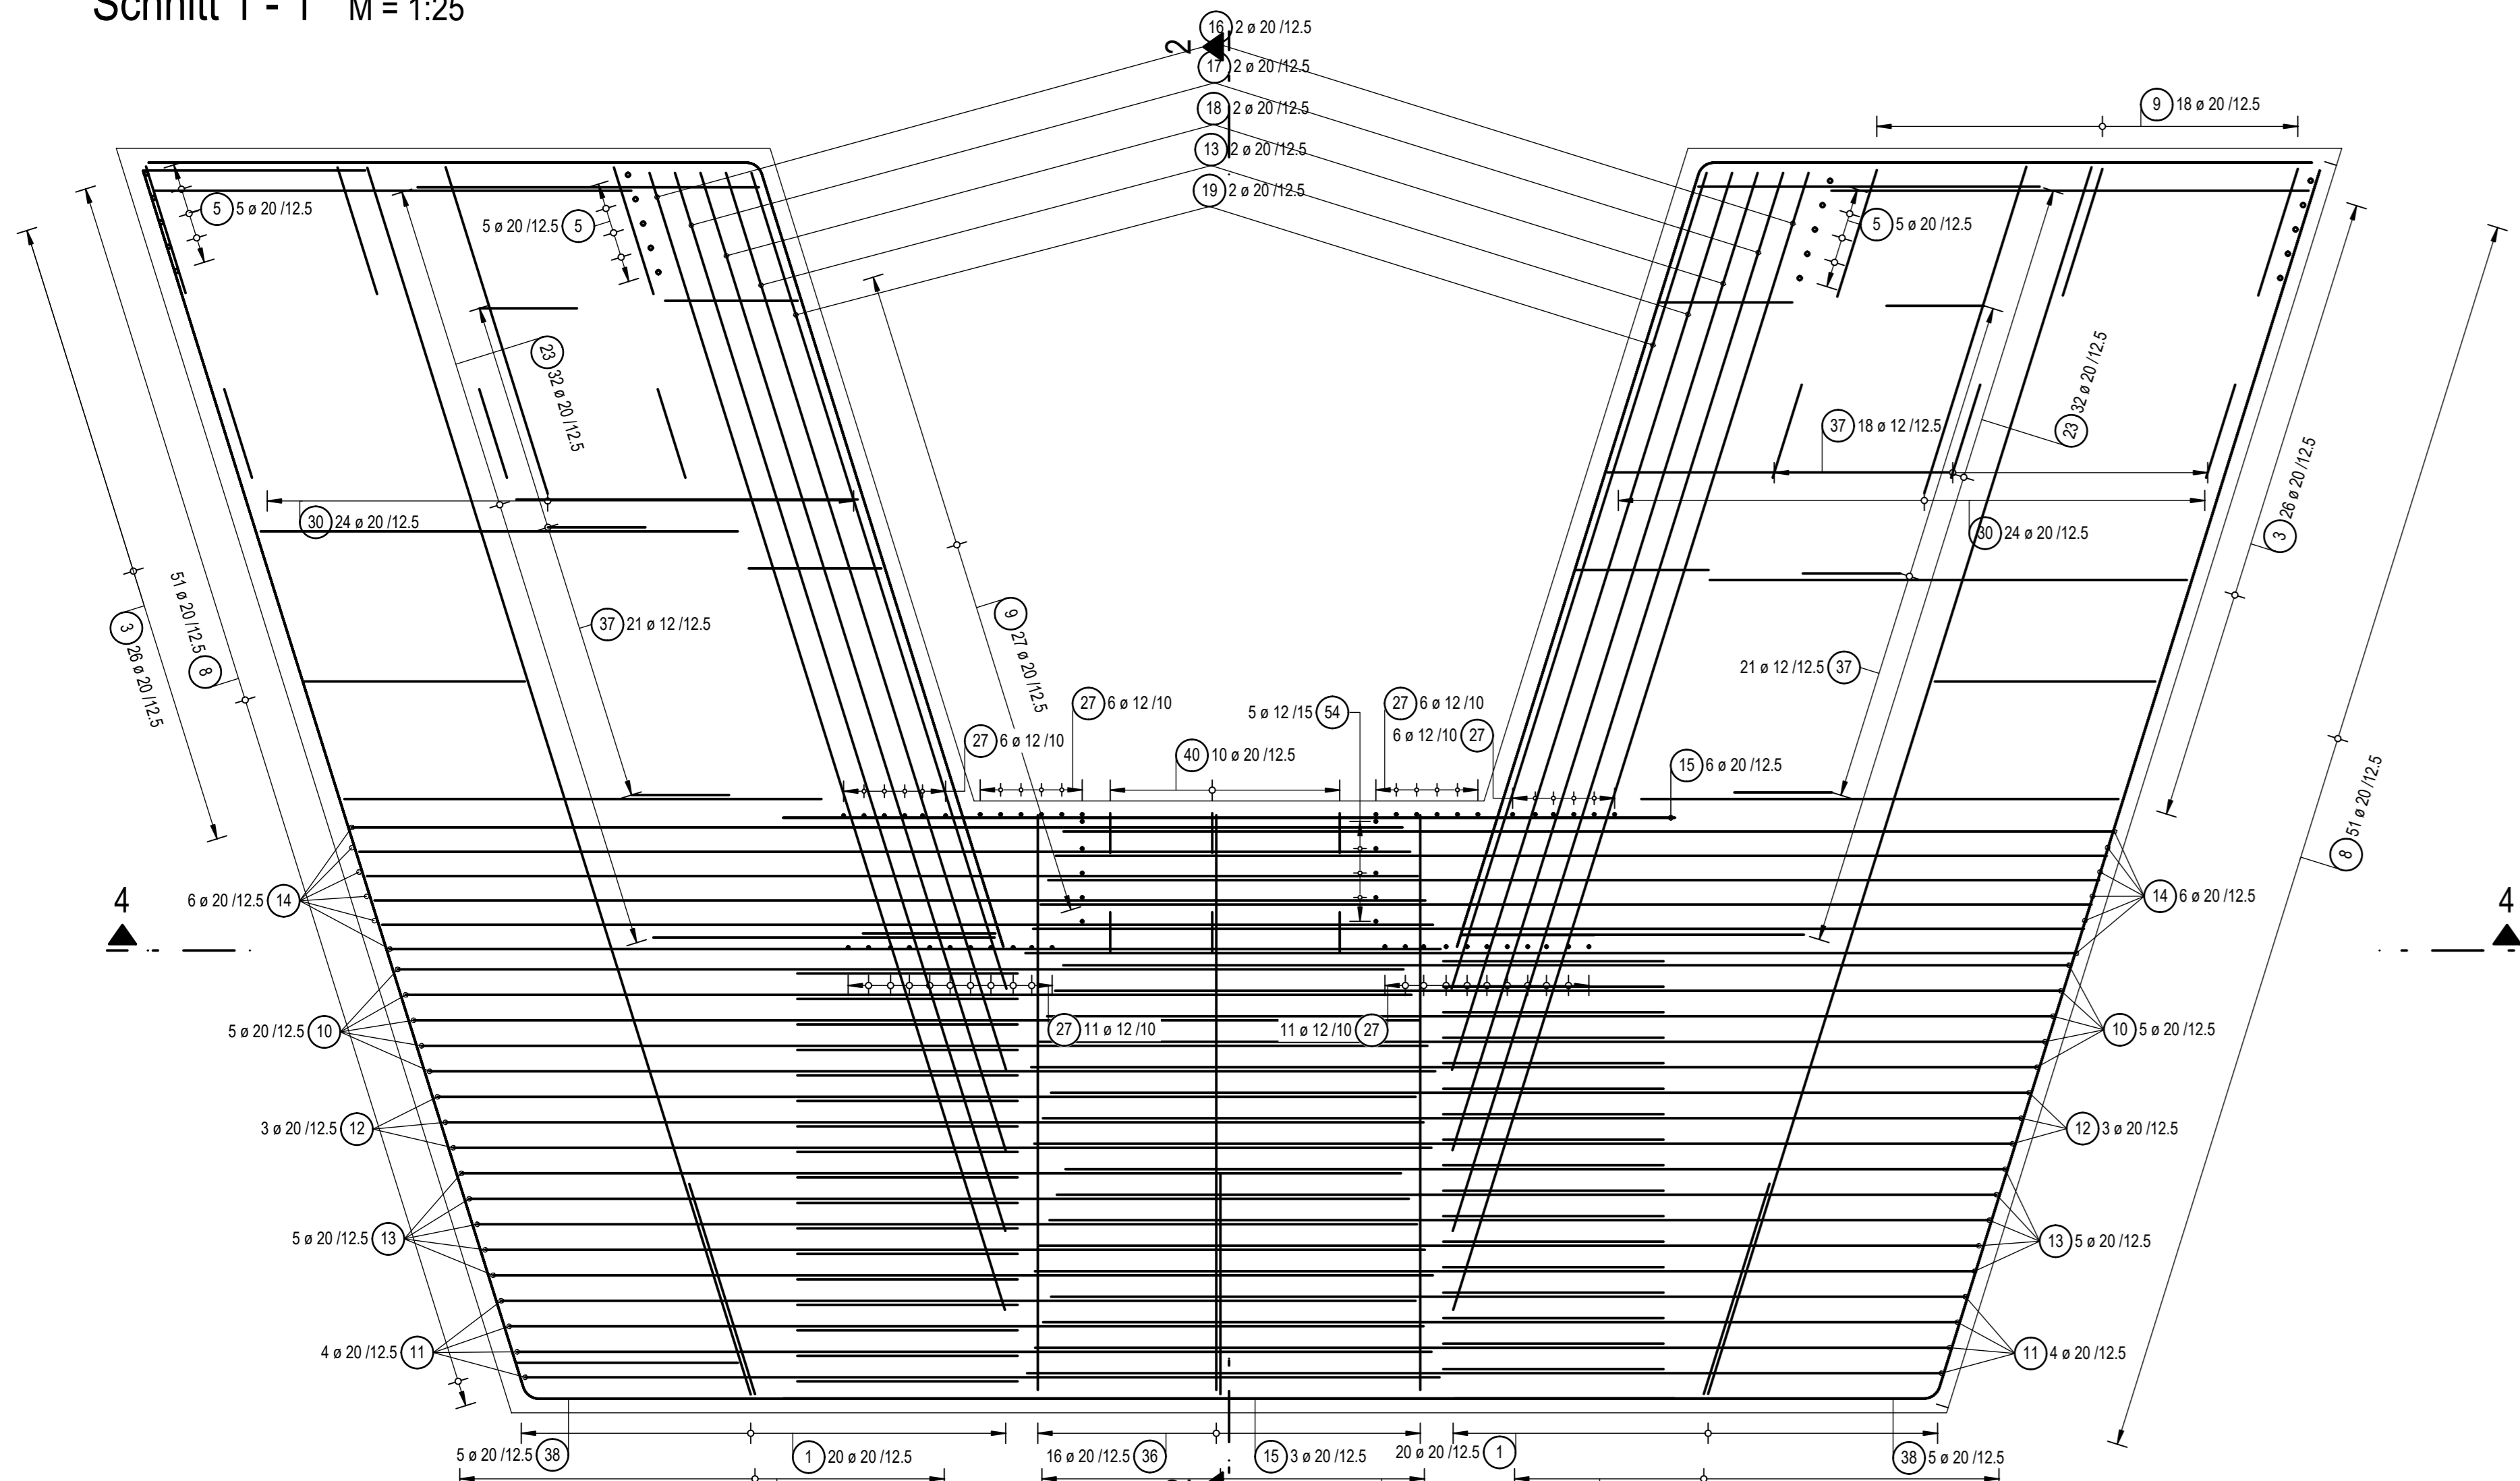 Schnitt 1 - 1 M = 1:25
16 2 ø 20 /12.5
2
17 2 ø 20 /12.5
18 2 ø 20 /12.5
13 2 ø 20 /12.5
19 2 ø 20 /12.5
9 18 ø 20 /12.5
5 5 ø 20 /12.5
5 ø 20 /12.5 5
5 5 ø 20 /12.5
23 32 ø 20 /12.5
23 32 ø 20 /12.5
37 18 ø 12 /12.5
30 24 ø 20 /12.5
30 24 ø 20 /12.5
3 26 ø 20 /12.5
3 26 ø 20 /12.5
51 ø 20 /12.5 8
37 21 ø 12 /12.5
9 27 ø 20 /12.5
21 ø 12 /12.5 37
27 6 ø 12 /10
27 6 ø 12 /10
5 ø 12 /15 54
27 6 ø 12 /10
6 ø 12 /10 27
40 10 ø 20 /12.5
15 6 ø 20 /12.5
8 51 ø 20 /12.5
4
4
6 ø 20 /12.5 14
14 6 ø 20 /12.5
5 ø 20 /12.5 10
27 11 ø 12 /10
11 ø 12 /10 27
10 5 ø 20 /12.5
3 ø 20 /12.5 12
12 3 ø 20 /12.5
5 ø 20 /12.5 13
13 5 ø 20 /12.5
4 ø 20 /12.5 11
11 4 ø 20 /12.5
5 ø 20 /12.5 38
1 20 ø 20 /12.5
16 ø 20 /12.5 36
15 3 ø 20 /12.5
20 ø 20 /12.5 1
38 5 ø 20 /12.5